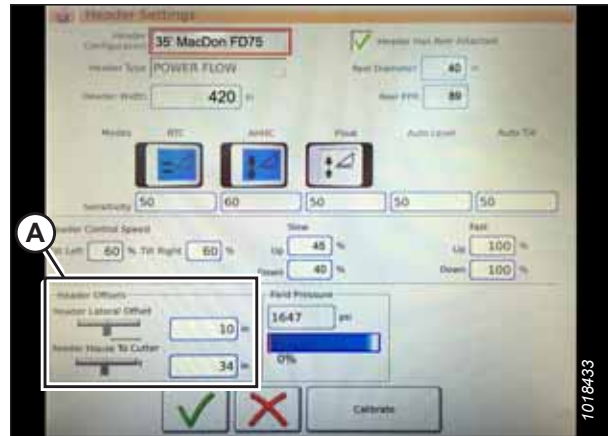 Header Settings
Header Configuration 35' MacDon FD75 Header Has Reel Attached
Header Type POWER FLOW Reel Diameter 40 in
Header Width 420 in Reel PPR 89
Modes RTC AHHC Float Auto Level Auto Tilt
Sensitivity 50 60 50 50 50
Header Control Speed Slow Fast
A
Tilt Left 60 % Tilt Right 60 % Up 45 % Up 100 %
Down 40 % Down 100 %
Header Offsets Field Pressure
Header Lateral Offset 1647 psi
10
Feeder House To Cutter 0%
34
Calibrate
1018433